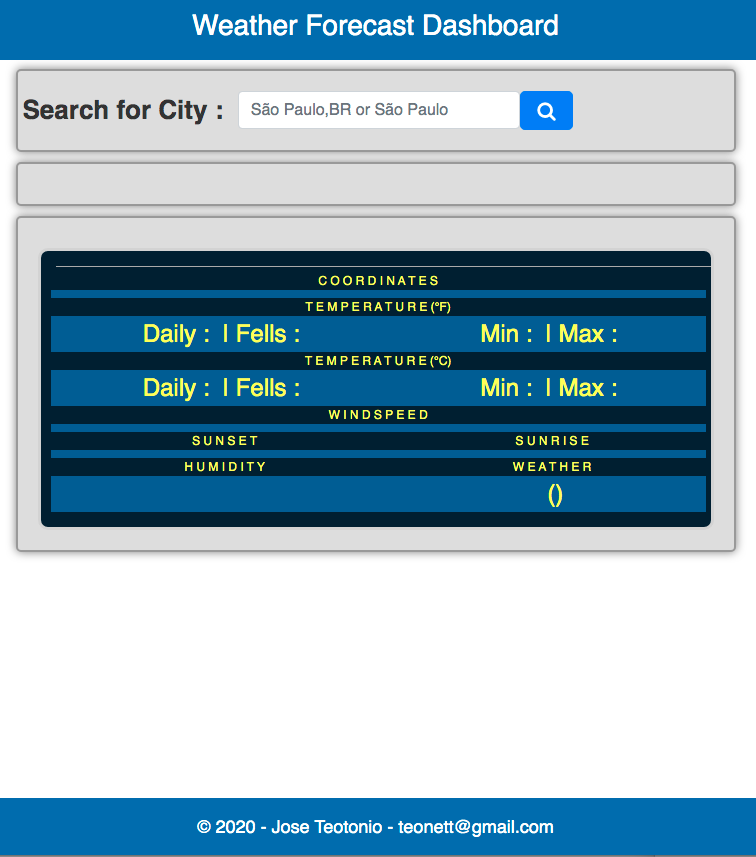 Weather Forecast Dashboard
Search for City : São Paulo,BR or São Paulo
COORDINATES
TEMPERATURE(°F)
Daily : | Fells : Min : | Max :
TEMPERATURE(°C)
Daily : | Fells : Min : | Max :
WINDSPEED
SUNSET SUNRISE
HUMIDITY WEATHER
()
© 2020 - Jose Teotonio - teonett@gmail.com